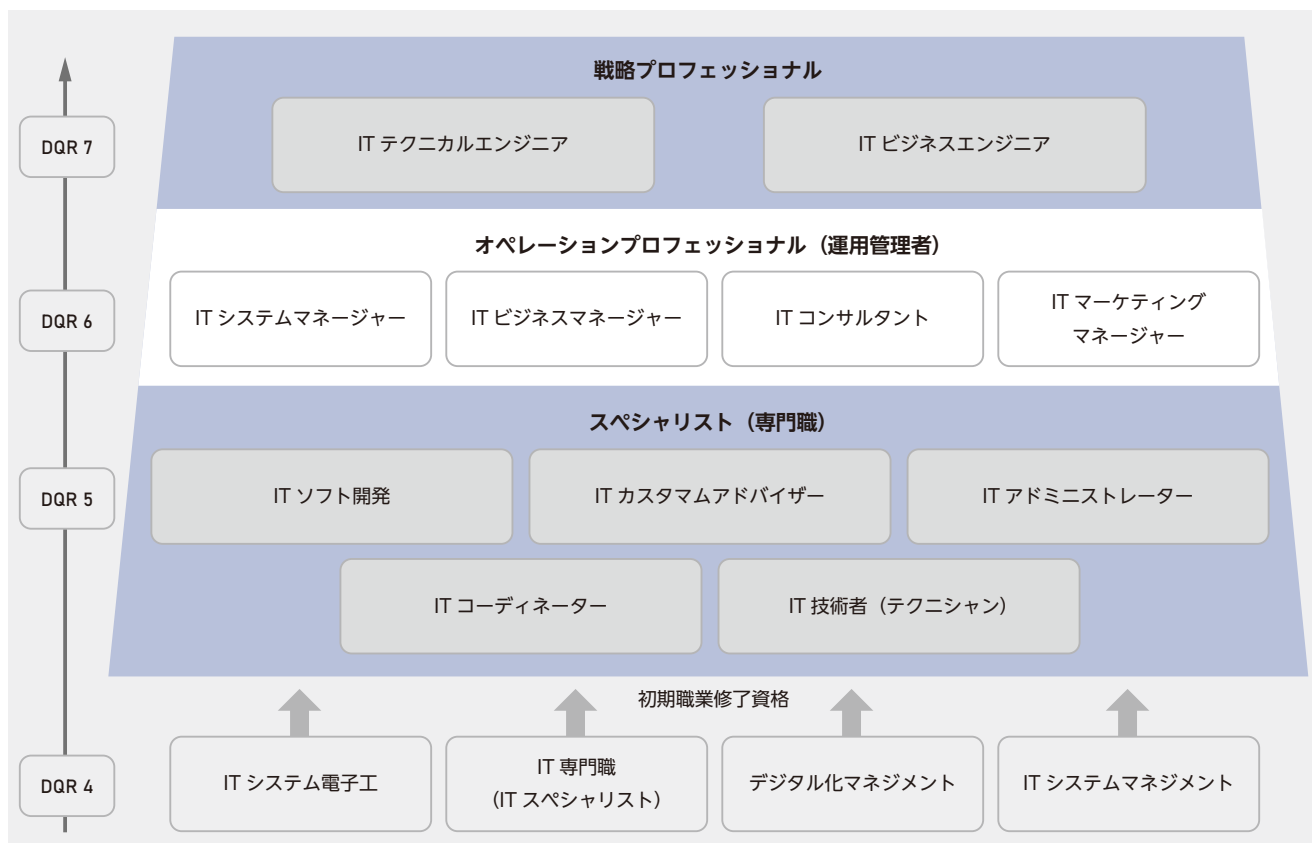 戦略プロフェッショナル
DQR 7
IT テクニカルエンジニア
IT ビジネスエンジニア
オペレーションプロフェッショナル（運用管理者）
DQR 6
IT システムマネージャー
IT ビジネスマネージャー
IT コンサルタント
IT マーケティング
マネージャー
スペシャリスト（専門職）
DQR 5
IT ソフト開発
IT カスタマムアドバイザー
IT アドミニストレーター
IT コーディネーター
IT 技術者（テクニシャン）
初期職業修了資格
DQR 4
IT システム電子工
IT 専門職
（IT スペシャリスト）
デジタル化マネジメント
IT システムマネジメント